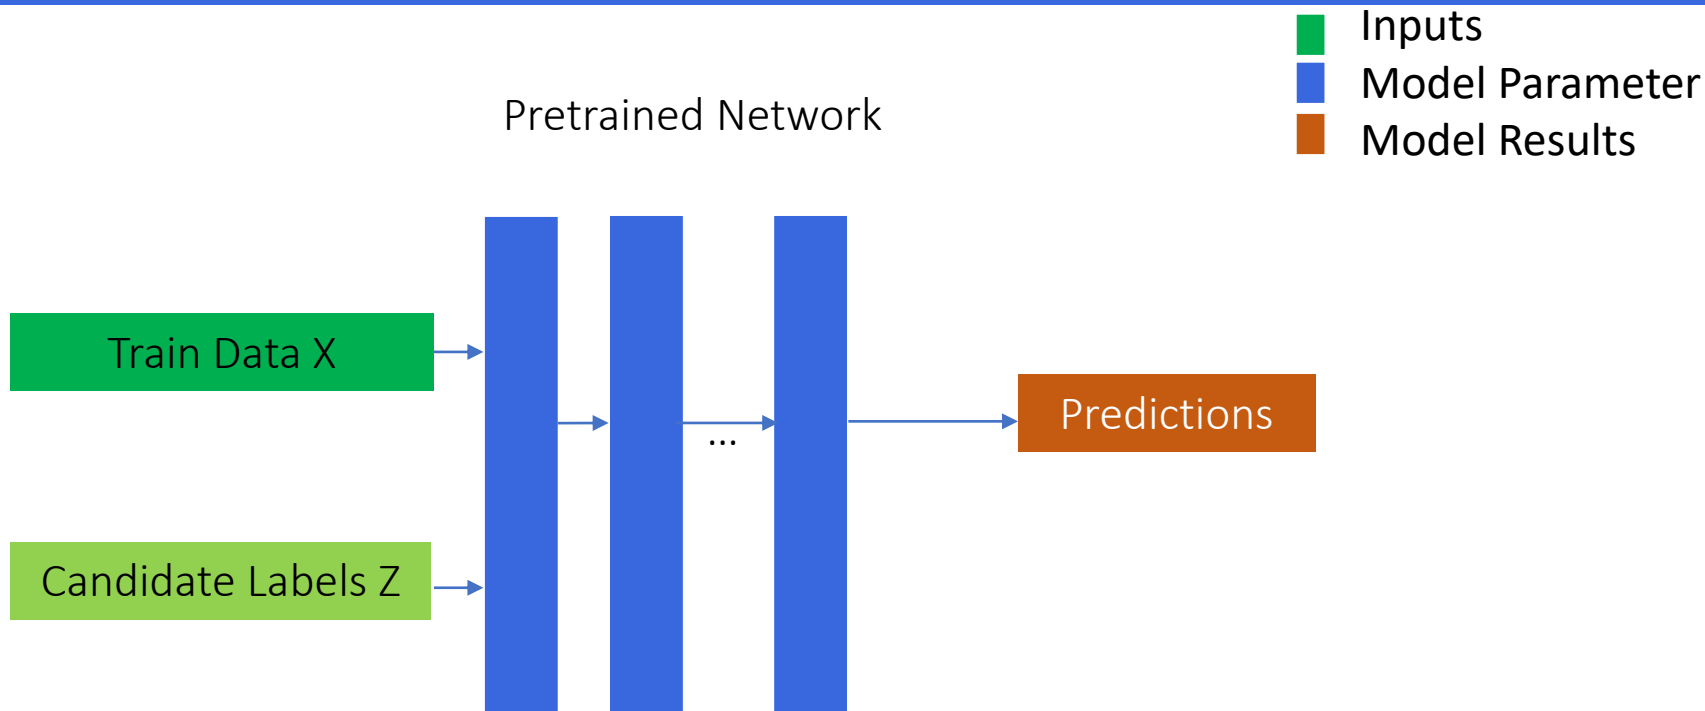 Inputs
Model Parameter
Model Results
Pretrained Network
Train Data X
Predictions
...
Candidate Labels Z